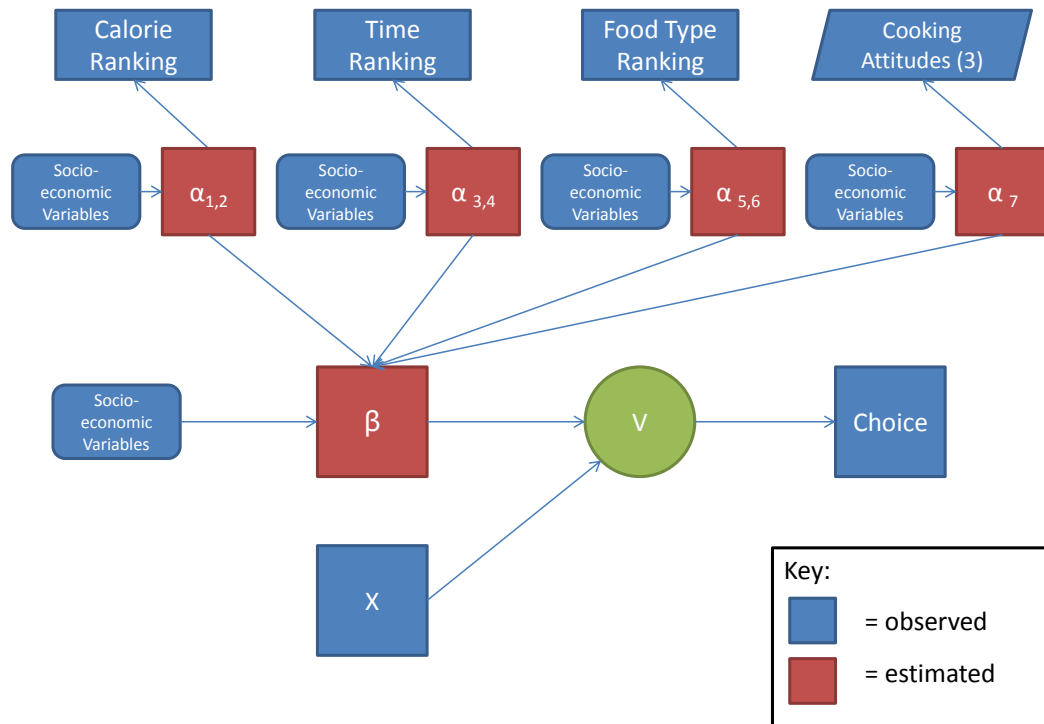 Calorie
Ranking
Time
Ranking
Food Type
Ranking
Cooking
Attitudes (3)
Socio-
economic
Variables
α1,2
Socio-
economic
Variables
α 3,4
Socio-
economic
Variables
α 5,6
Socio-
economic
Variables
α 7
Socio-
economic
Variables
β
V
Choice
X
Key:
= observed
= estimated